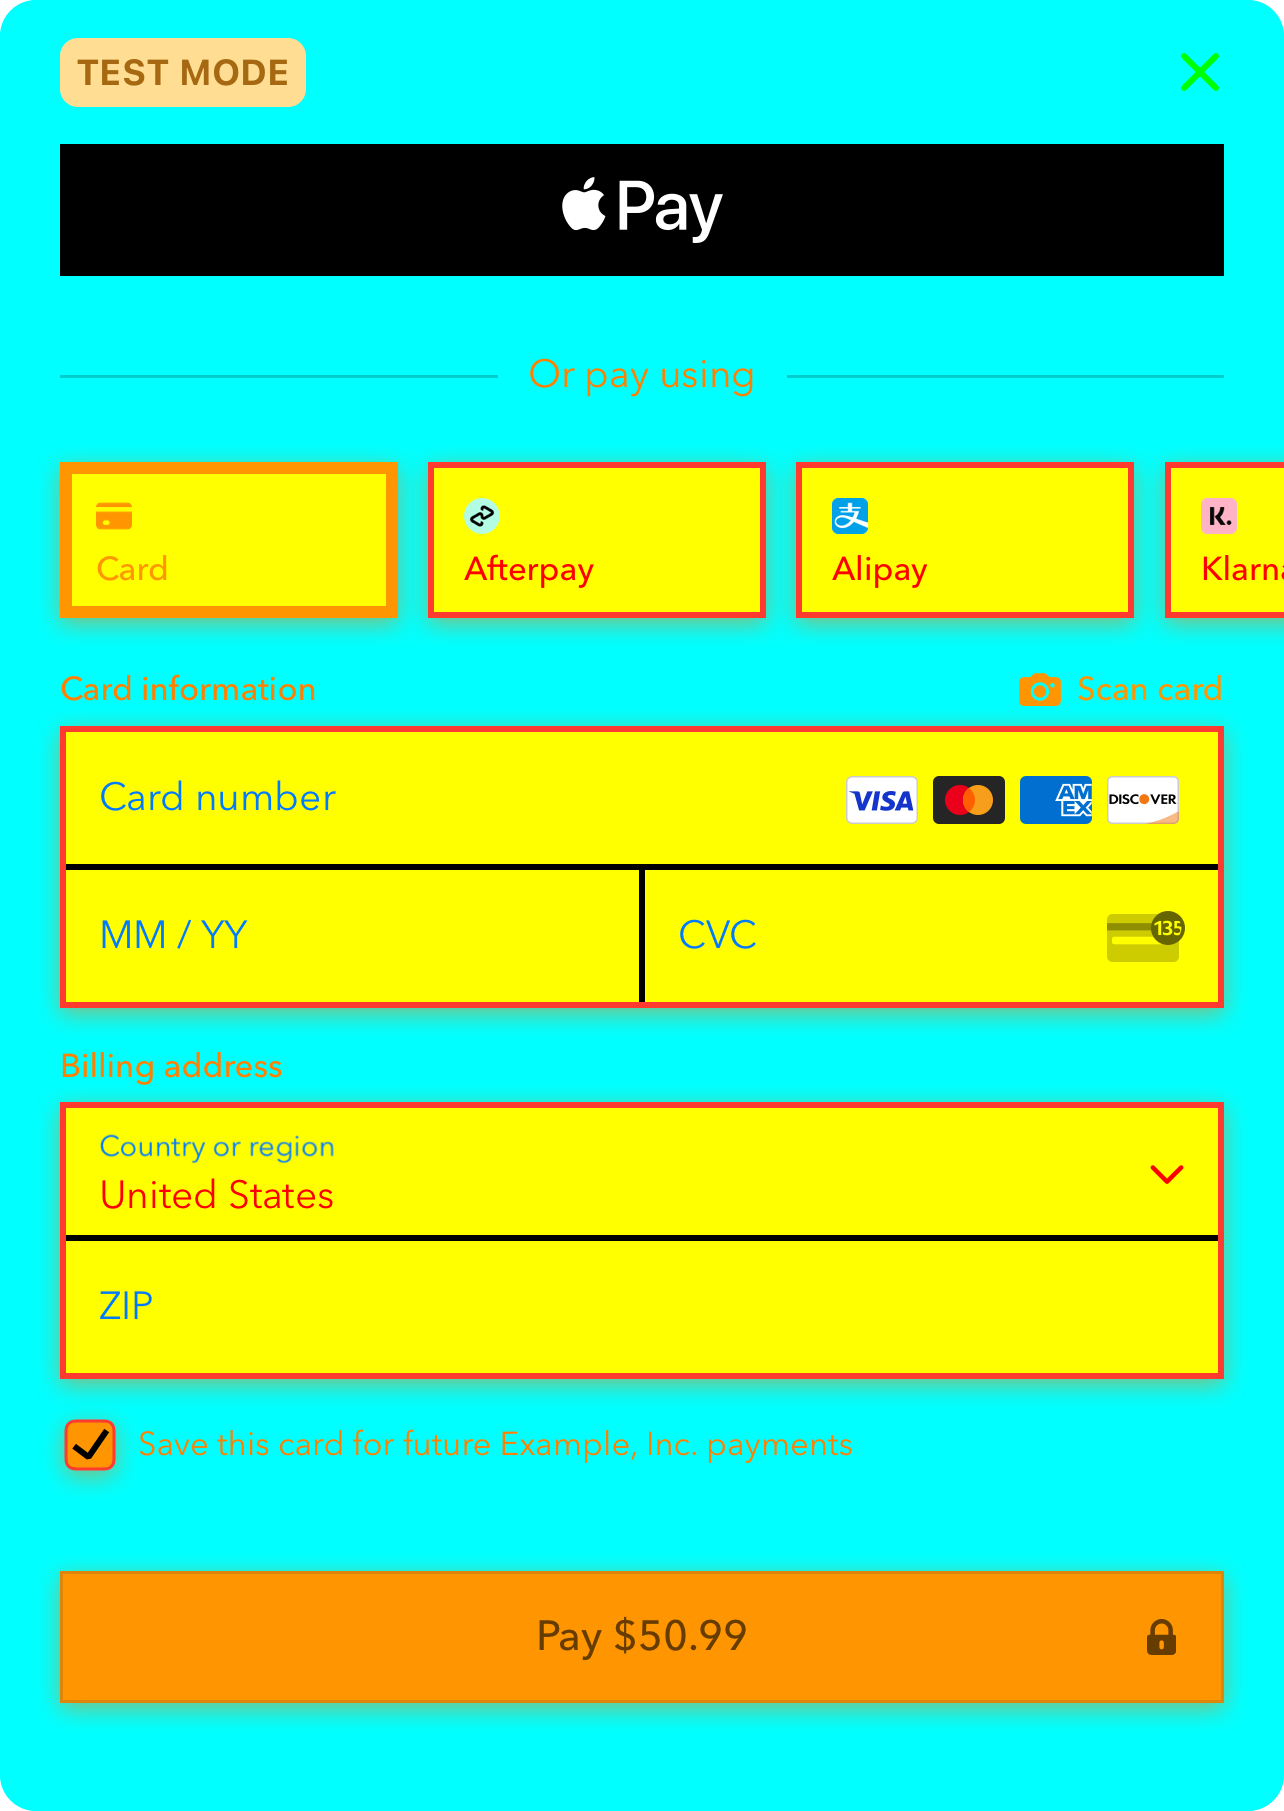 TEST MODE
Pay
Or pay using
Card
Afterpay
Alipay
K.
Klarna
Card information
Scan card
Card number
VISA
AM
EX
DISCOVER
MM / YY
CVC
135
Billing address
Country or region
United States
ZIP
Save this card for future Example, Inc. payments
Pay $50.99